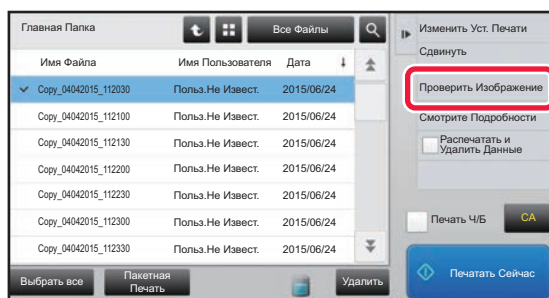 Главная Папка
Все Файлы
Имя Файла Имя Пользователя Дата
Copy_04042015_112030 Польз.Не Извест. 2015/06/24
Copy_04042015_112100 Польз.Не Извест. 2015/06/24
Copy_04042015_112130 Польз.Не Извест. 2015/06/24
Copy_04042015_112200 Польз.Не Извест. 2015/06/24
Copy_04042015_112230 Польз.Не Извест. 2015/06/24
Copy_04042015_112300 Польз.Не Извест. 2015/06/24
Copy_04042015_112330 Польз.Не Извест. 2015/06/24
Выбрать все
Пакетная
Печать
Удалить
Изменить Уст. Печати
Сдвинуть
Проверить Изображение
Смотрите Подробности
Распечатать и
Удалить Данные
Печать Ч/Б
CA
Печатать Сейчас